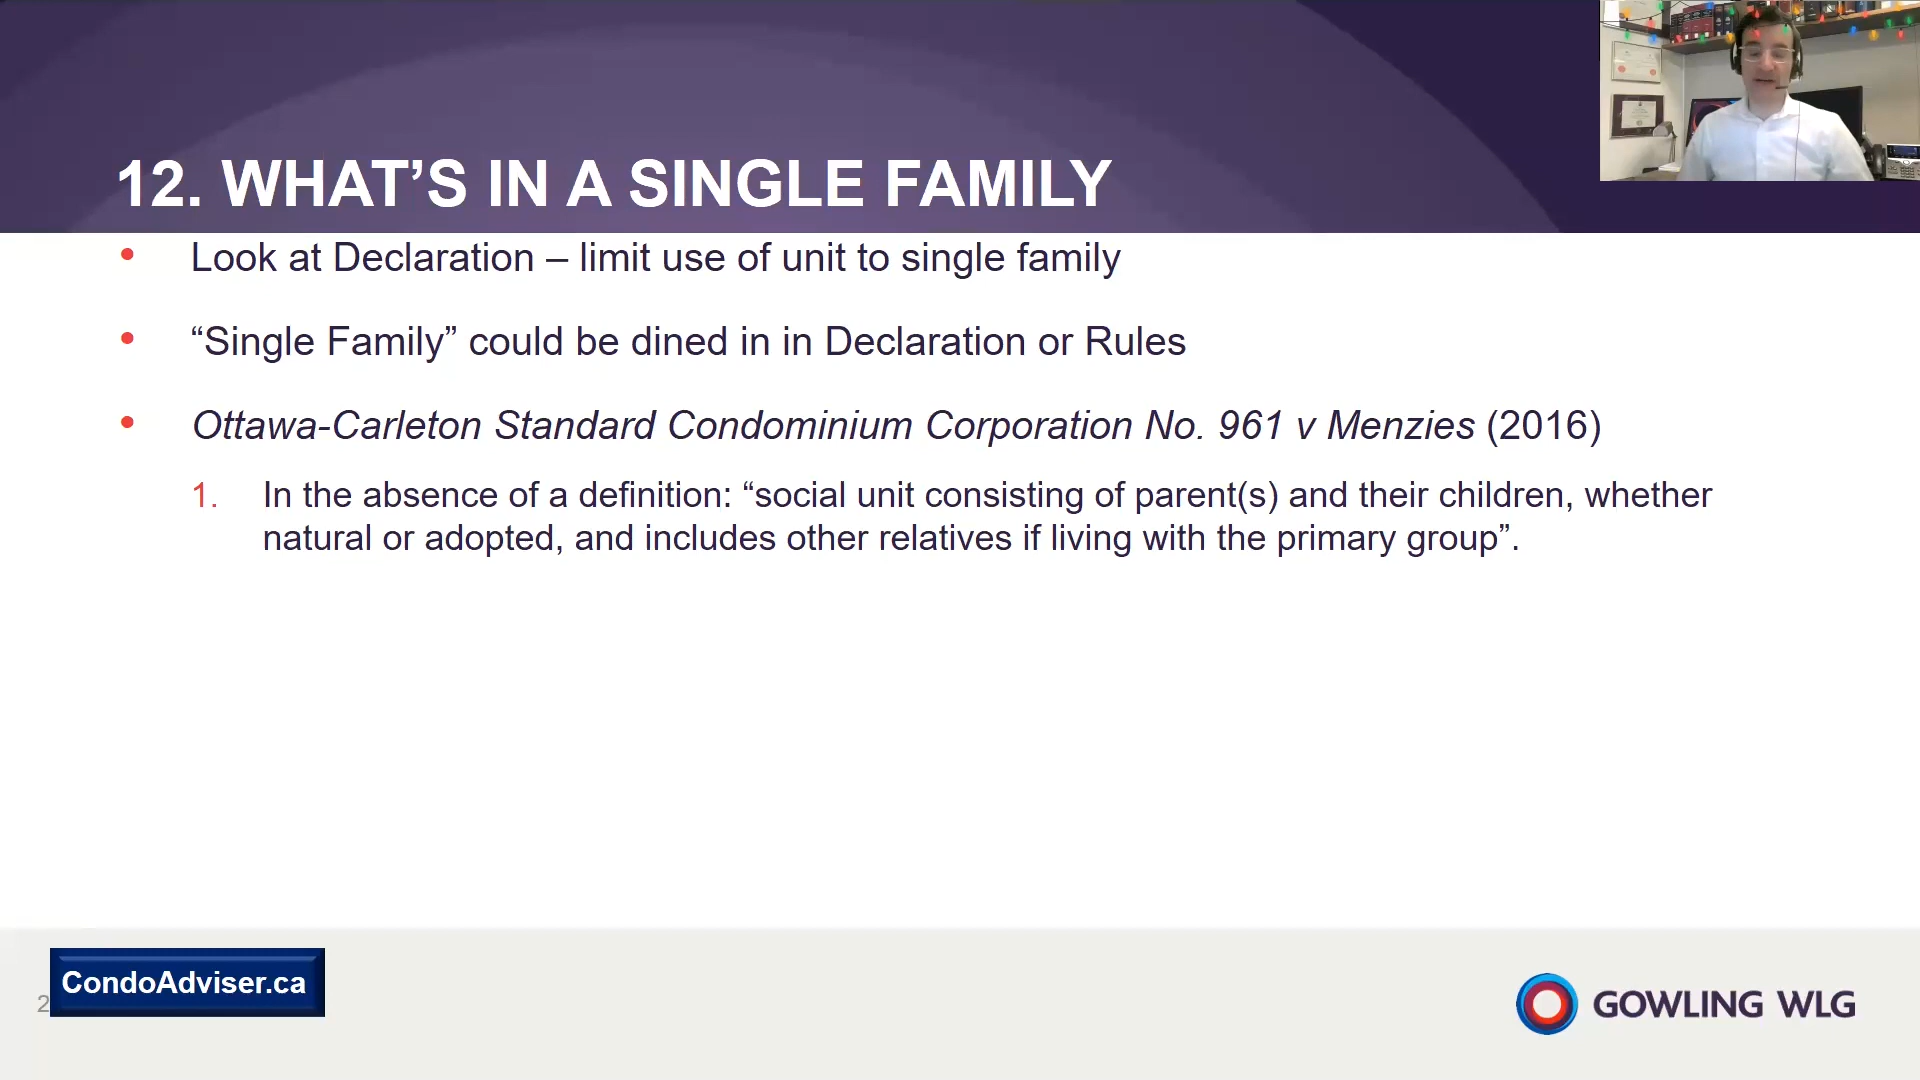 12. WHAT’S IN A SINGLE FAMILY
• Look at Declaration – limit use of unit to single family
• “Single Family” could be dined in in Declaration or Rules
• Ottawa-Carleton Standard Condominium Corporation No. 961 v Menzies (2016)
1. In the absence of a definition: “social unit consisting of parent(s) and their children, whether
natural or adopted, and includes other relatives if living with the primary group”.
2
CondoAdviser.ca
GOWLING WLG